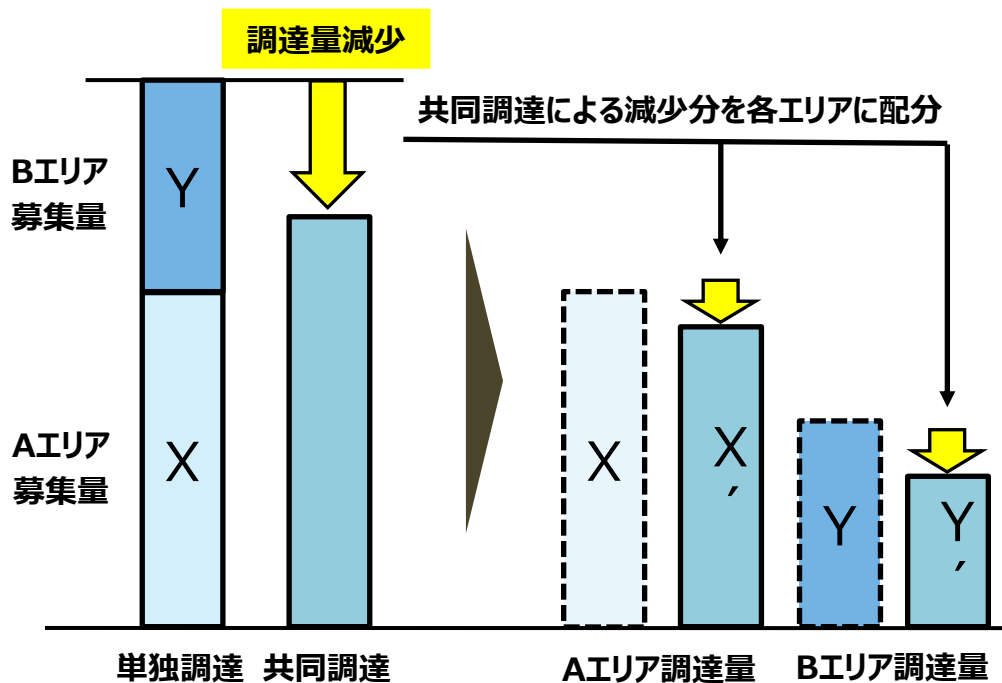 調達量減少
共同調達による減少分を各エリアに配分
Bエリア
募集量
Y
Aエリア
募集量
X
X
X
′
Y
Y
′
単独調達
共同調達
Aエリア調達量
Bエリア調達量